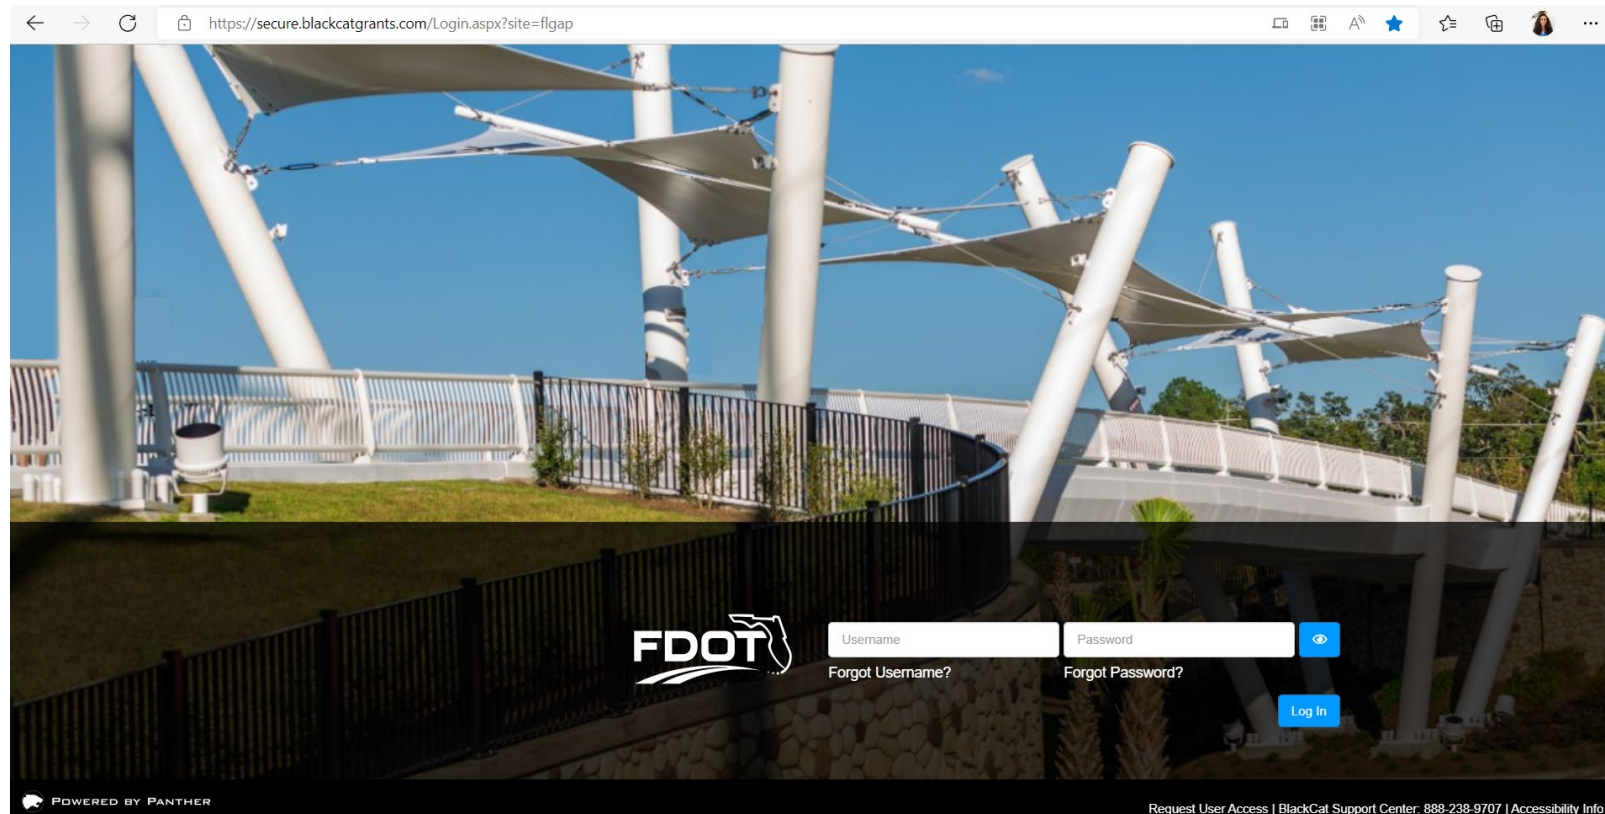 https://secure.blackcatgrants.com/Login.aspx?site=flgap
FDOT
Username
Password
Forgot Username?
Forgot Password?
Log In
POWERED BY PANTHER
Request User Access | BlackCat Support Center: 888-238-9707 | Accessibility Info